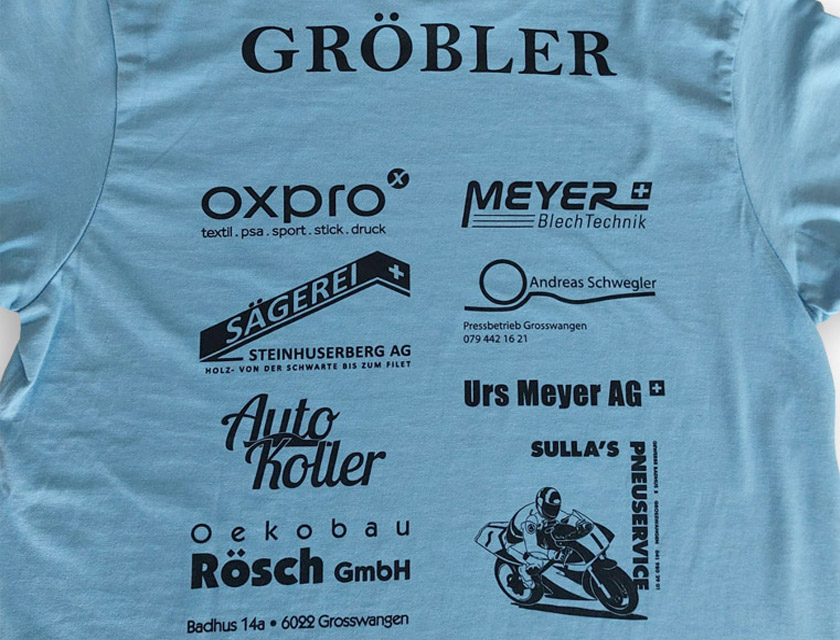 GRÖBLER
oxpro x
textil . psa . sport . stick . druck
SÄGEREI
STEINHUSERBERG AG
HOLZ- VON DER SCHWARTE BIS ZUM FILET
Auto
Koller
Oekobau
Rösch GmbH
Badhus 14a • 6022 Grosswangen
MEYER
BlechTechnik
Andreas Schwegler
Pressbetrieb Grosswangen
079 442 16 21
Urs Meyer AG
SULLA'S
PNEUSERVICE
1